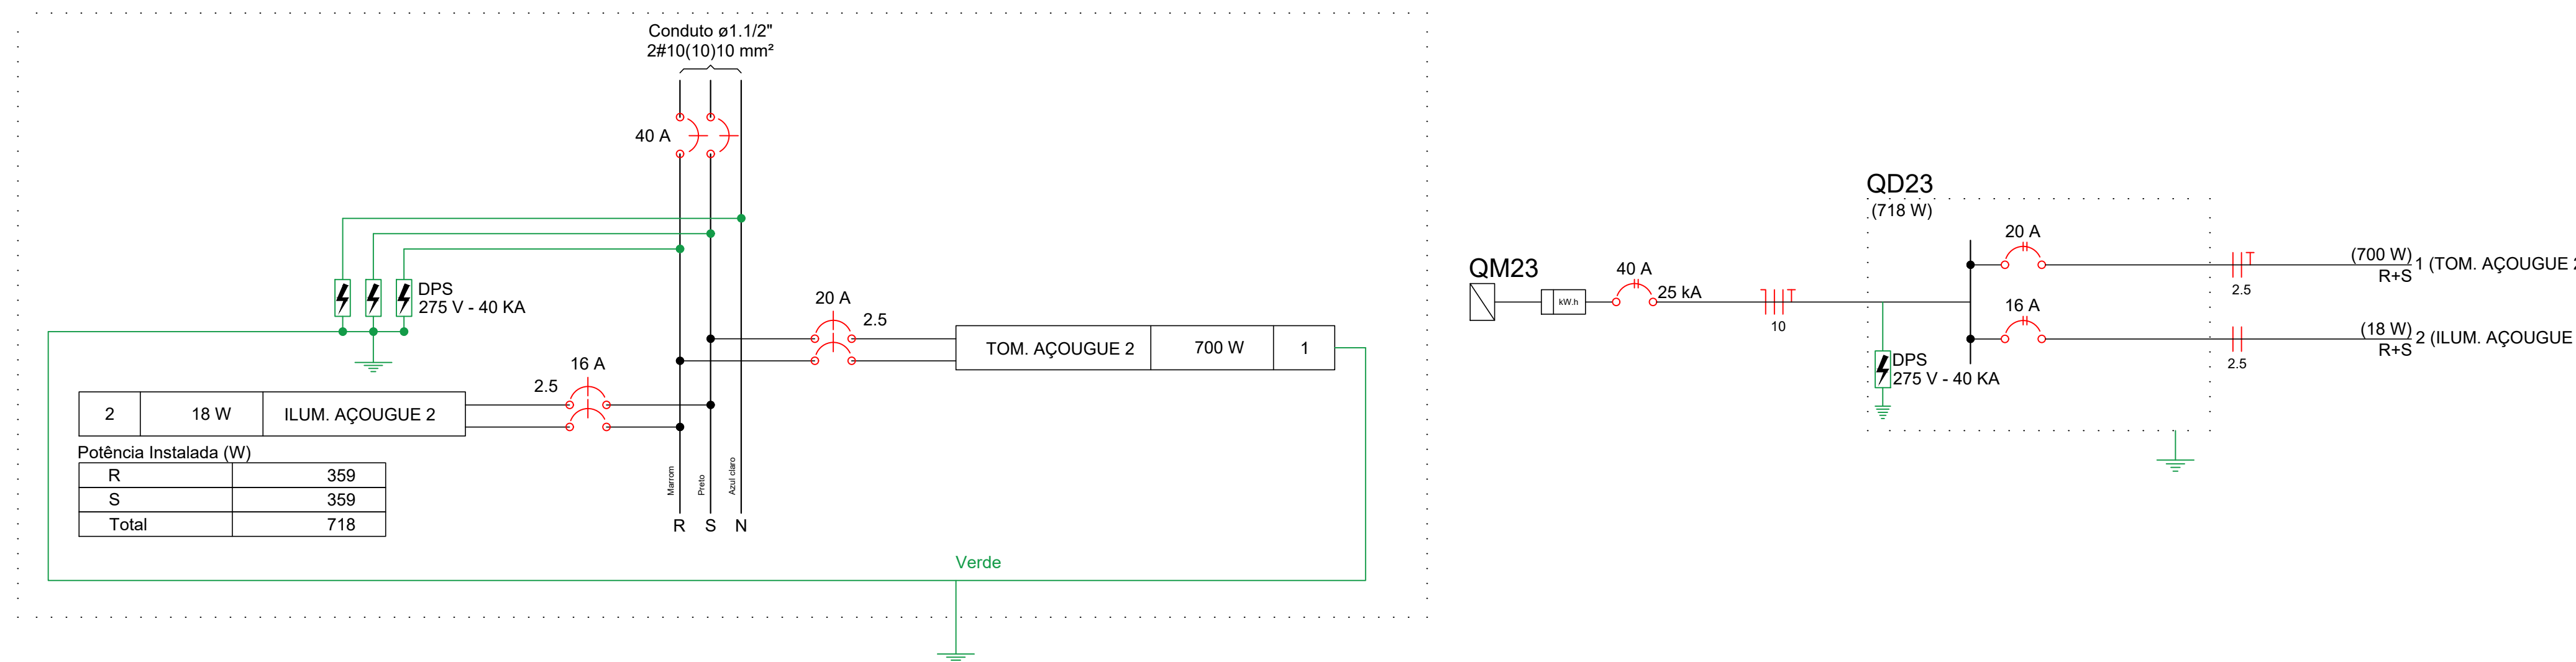 Conduto ø1.1/2"
2#10(10)10 mm²
40 A
DPS
275 V - 40 KA
20 A
2.5
TOM. AÇOUGUE 2
700 W
1
16 A
2.5
2
18 W
ILUM. AÇOUGUE 2
Potência Instalada (W)
R 359
S 359
Total 718
Marrom
Preto
Azul claro
R S N
Verde
QM23
kW.h
40 A
25 kA
10
QD23
(718 W)
DPS
275 V - 40 KA
20 A
2.5
(700 W)
R+S
1 (TOM. AÇOUGUE 2
16 A
2.5
(18 W)
R+S
2 (ILUM. AÇOUGUE